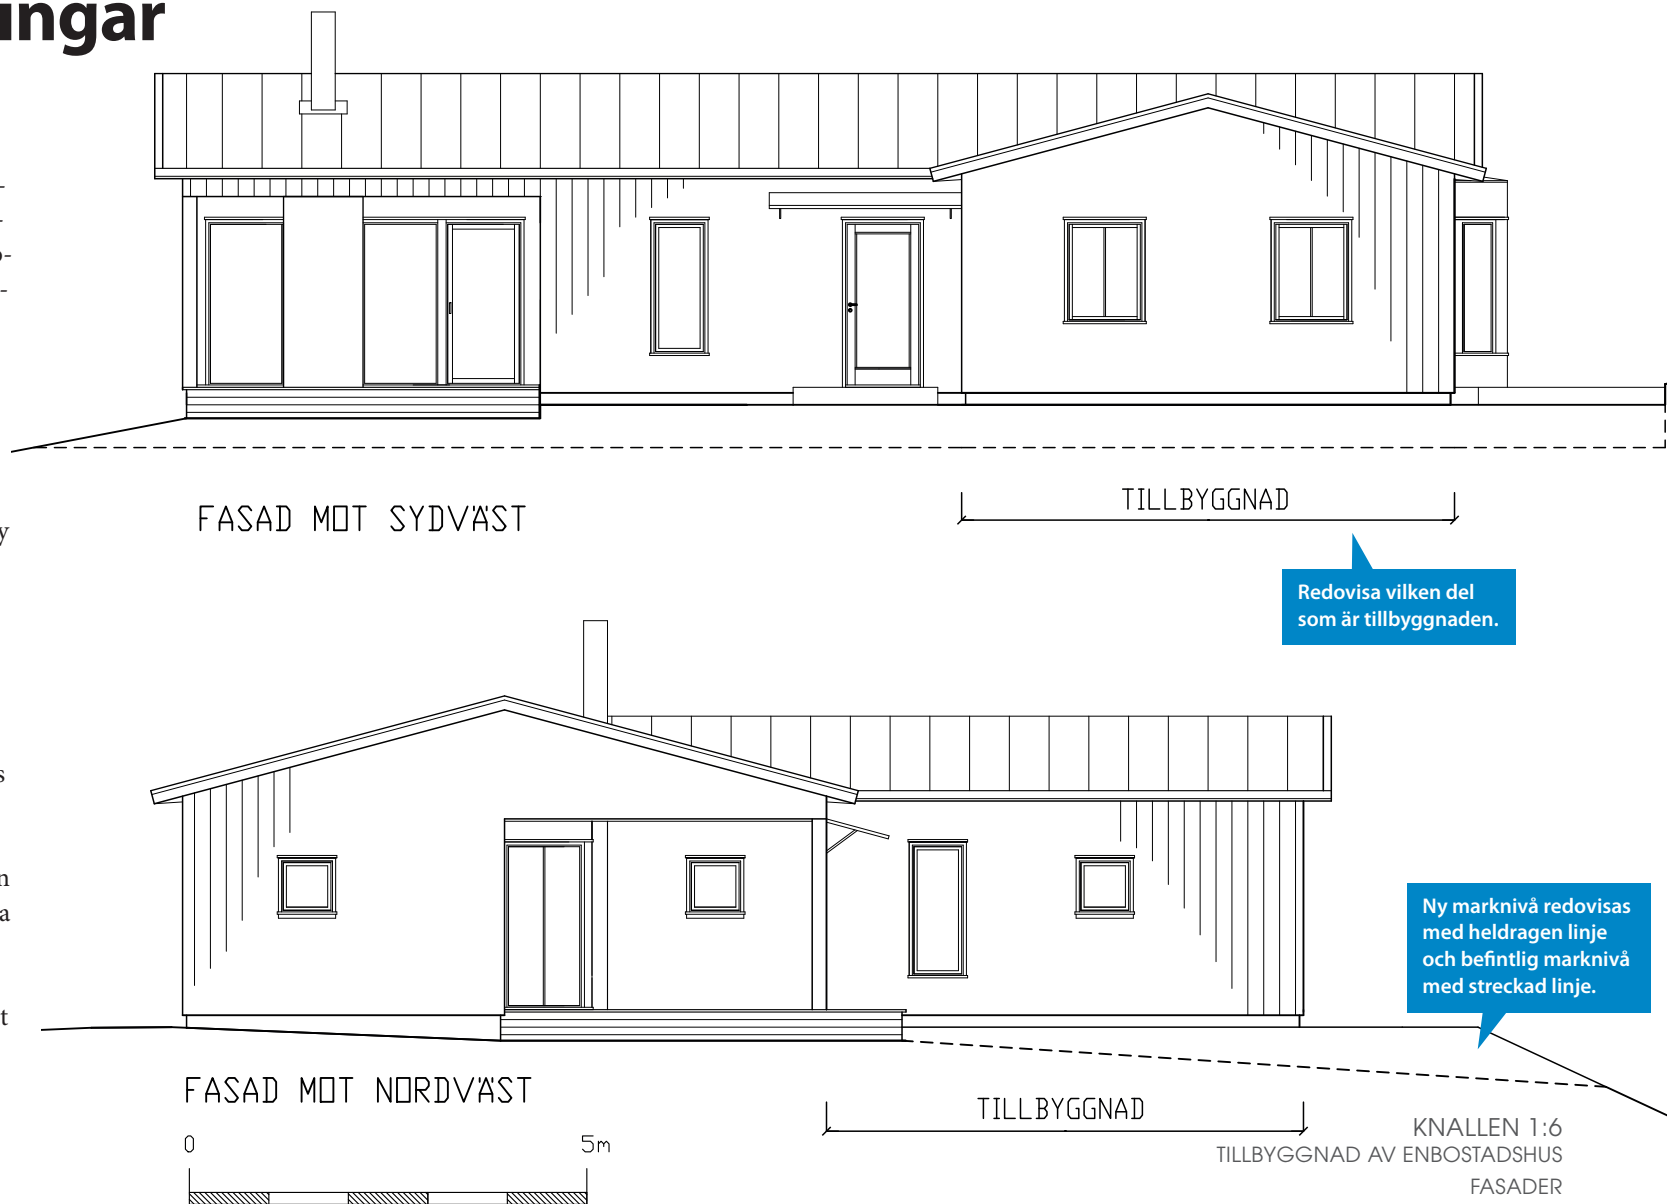 ingar
FASAD MOT SYDVÄST
TILLBYGGNAD
Redovisa vilken del
som är tillbyggnaden.
Ny marknivå redovisas
med heldragen linje
och befintlig marknivå
med streckad linje.
FASAD MOT NORDVÄST
TILLBYGGNAD
0 5m
KNALLEN 1:6
TILLBYGGNAD AV ENBOSTADSHUS
FASADER